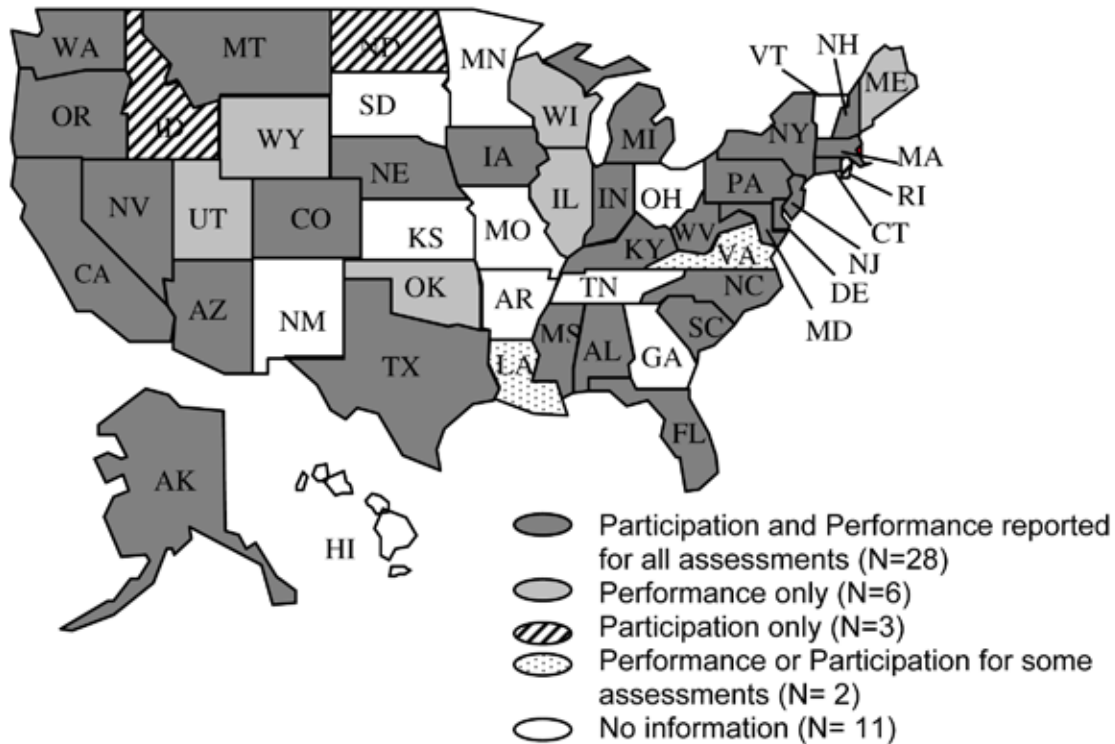 WA
MT
ND
MN
VT
NH
ME
OR
ID
SD
WI
MI
NY
WY
MA
NE
IA
PA
RI
NV
UT
CO
IL
IN
OH
CT
KS
MO
KY
WV
VA
NJ
CA
DE
AZ
NM
OK
AR
TN
NC
MD
TX
LA
MS
AL
GA
SC
FL
AK
HI
Participation and Performance reported
for all assessments (N=28)
Performance only (N=6)
Participation only (N=3)
Performance or Participation for some
assessments (N= 2)
No information (N= 11)